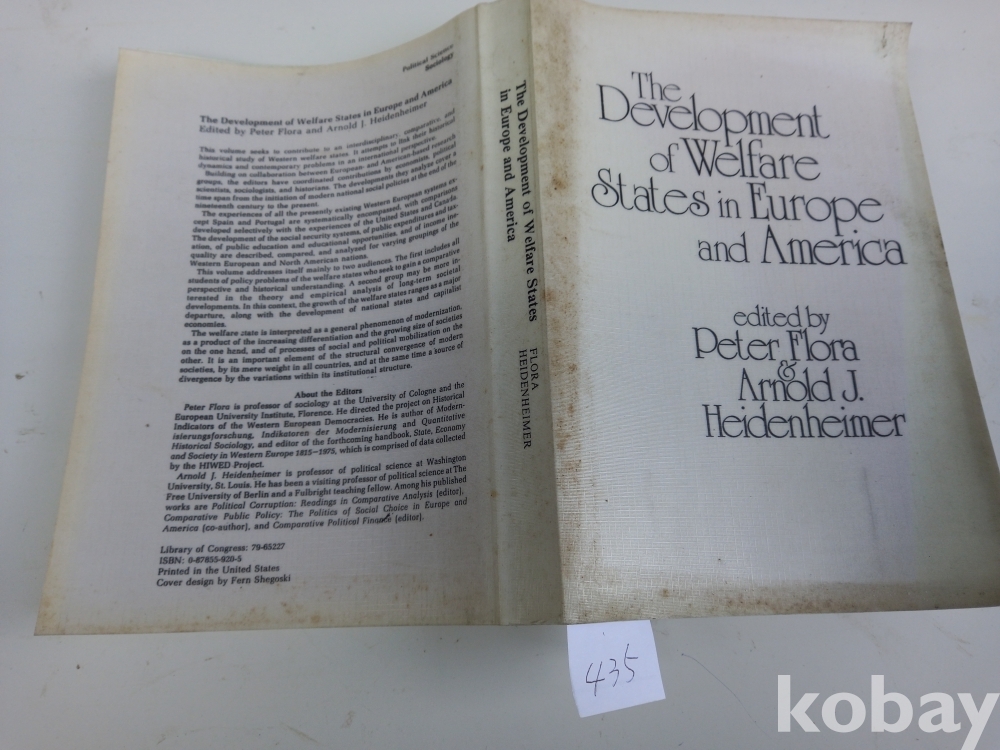 Political Science
Sociology
The Development of Welfare States in Europe and America
Edited by Peter Flora and Arnold J. Heidenheimer
This volume seeks to contribute to an interdisciplinary, comparative, and
historical study of Western welfare states. It attempts to link their historical
dynamics and contemporary problems in an international perspective.
Building on collaboration between European- and American-based research
groups, the editors have coordinated contributions by economists, political
scientists, sociologists, and historians. The developments they analyze cover a
time span from the initiation of modern national social policies at the end of the
nineteenth century to the present.
The experiences of all the presently existing Western European systems ex-
cept Spain and Portugal are systematically encompassed, with comparisons
developed selectively with the experiences of the United States and Canada.
The development of the social security systems, of public expenditures and tax-
ation, of public education and educational opportunities, and of income ine-
quality are described, compared, and analyzed for varying groupings of the
Western European and North American nations.
This volume addresses itself mainly to two audiences. The first includes all
students of policy problems of the welfare states who seek to gain a comparative
perspective and historical understanding. A second group may be more in-
terested in the theory and empirical analysis of long-term societal
developments. In this context, the growth of the welfare states ranges as a major
departure, along with the development of national states and capitalist
economies.
The welfare state is interpreted as a general phenomenon of modernization,
as a product of the increasing differentiation and the growing size of societies
on the one hand, and of processes of social and political mobilization on the
other. It is an important element of the structural convergence of modern
societies, by its mere weight in all countries, and at the same time a source of
divergence by the variations within its institutional structure.
About the Editors
Peter Flora is professor of sociology at the University of Cologne and the
European University Institute, Florence. He directed the project on Historical
Indicators of the Western European Democracies. He is author of Modern-
isierungsforschung, Indikatoren der Modernisierung and Quantitative
Historical Sociology, and editor of the forthcoming handbook, State, Economy
and Society in Western Europe 1815-1975, which is comprised of data collected
by the HIWED Project.
Arnold J. Heidenheimer is professor of political science at Washington
University, St. Louis. He has been a visiting professor of political science at The
Free University of Berlin and a Fulbright teaching fellow. Among his published
works are Political Corruption: Readings in Comparative Analysis (editor),
Comparative Public Policy: The Politics of Social Choice in Europe and
America (co-author), and Comparative Political Finance (editor).
Library of Congress: 79-65227
ISBN: 0-87855-920-5
Printed in the United States
Cover design by Fern Shegoski
The Development of Welfare States
in Europe and America
FLORA
HEIDENHEIMER
The
Development
of Welfare
States in Europe
and America
edited by
Peter Flora
&
Arnold J.
Heidenheimer
435
kobay